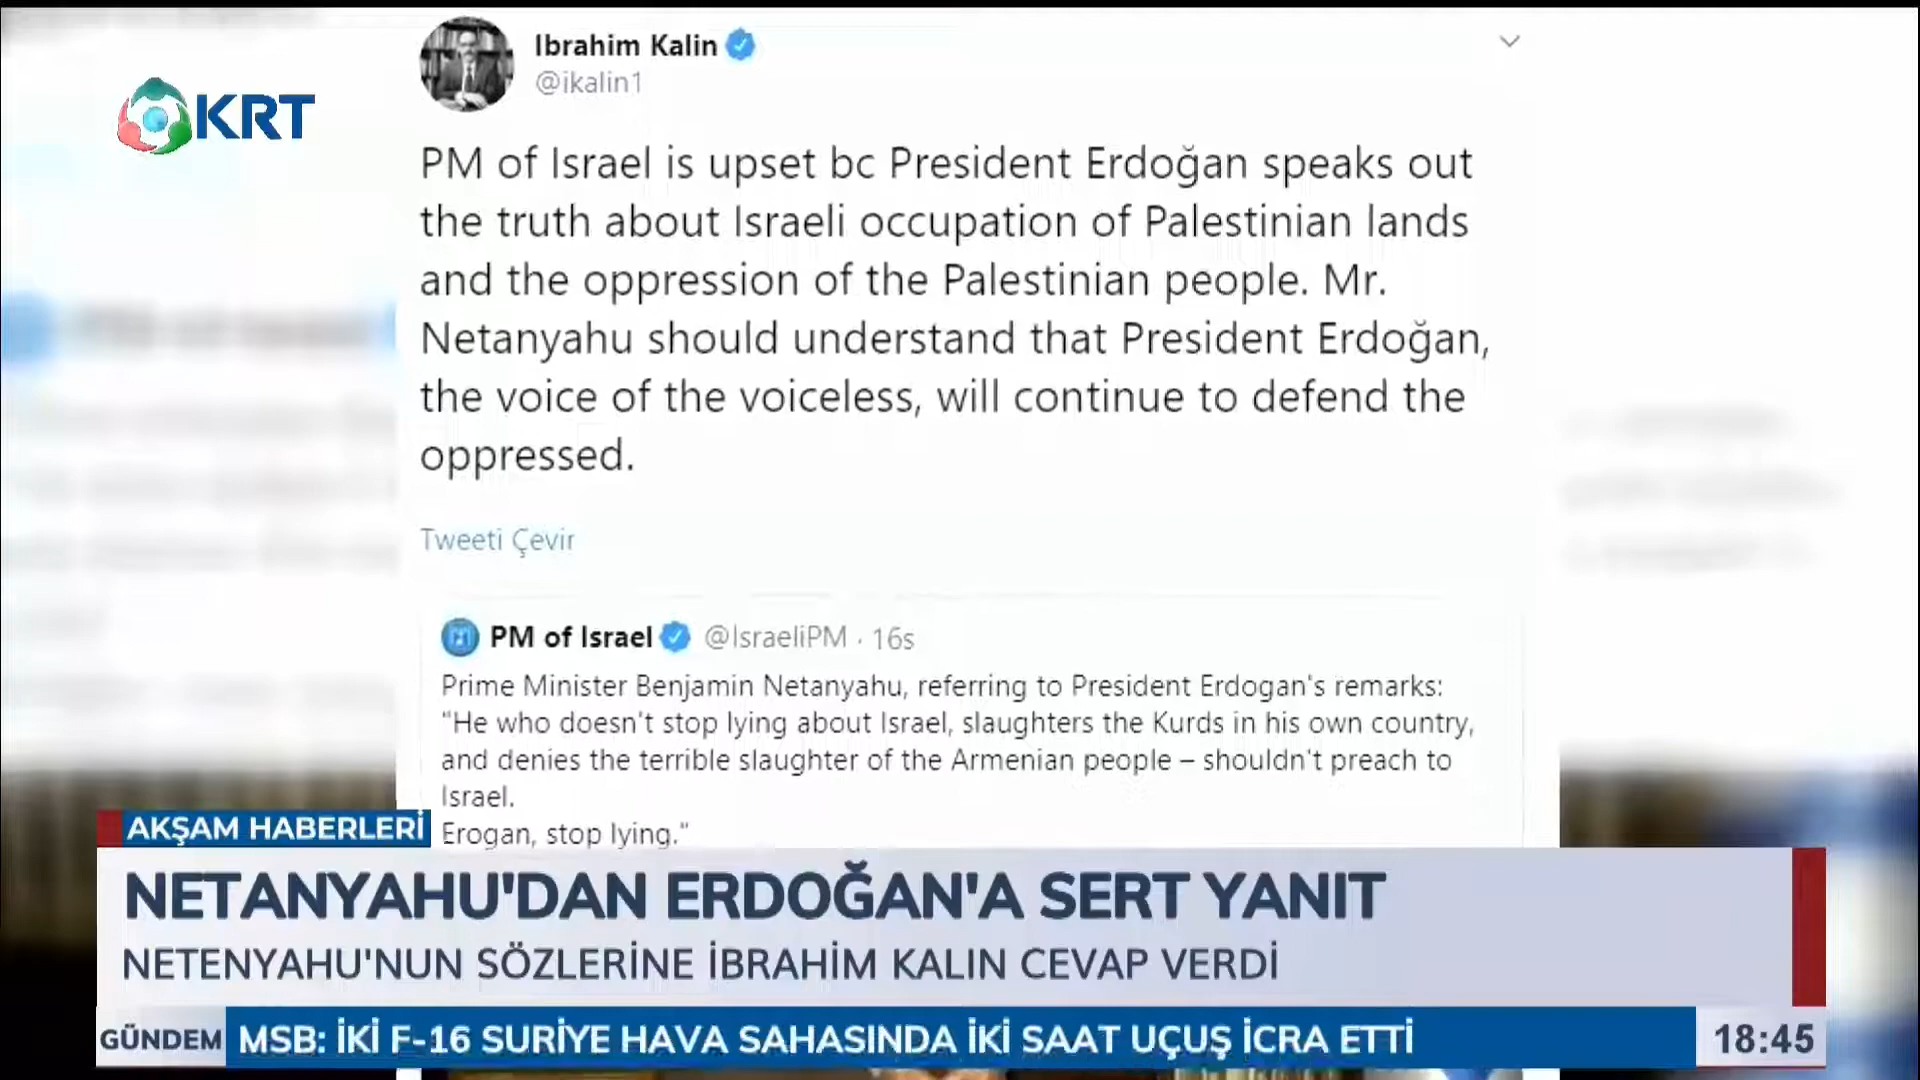 Ibrahim Kalin
@ikalin1
KRT
PM of Israel is upset bc President Erdoğan speaks out
the truth about Israeli occupation of Palestinian lands
and the oppression of the Palestinian people. Mr.
Netanyahu should understand that President Erdoğan,
the voice of the voiceless, will continue to defend the
oppressed.
Tweeti Çevir
PM of Israel @IsraeliPM · 16s
Prime Minister Benjamin Netanyahu, referring to President Erdogan's remarks:
"He who doesn't stop lying about Israel, slaughters the Kurds in his own country,
and denies the terrible slaughter of the Armenian people – shouldn't preach to
Israel.
Erogan, stop lying."
AKŞAM HABERLERİ
NETANYAHU'DAN ERDOĞAN'A SERT YANIT
NETENYAHU'NUN SÖZLERİNE İBRAHİM KALIN CEVAP VERDİ
GÜNDEM MSB: İKİ F-16 SURİYE HAVA SAHASINDA İKİ SAAT UÇUŞ İCRA ETTİ 18:45